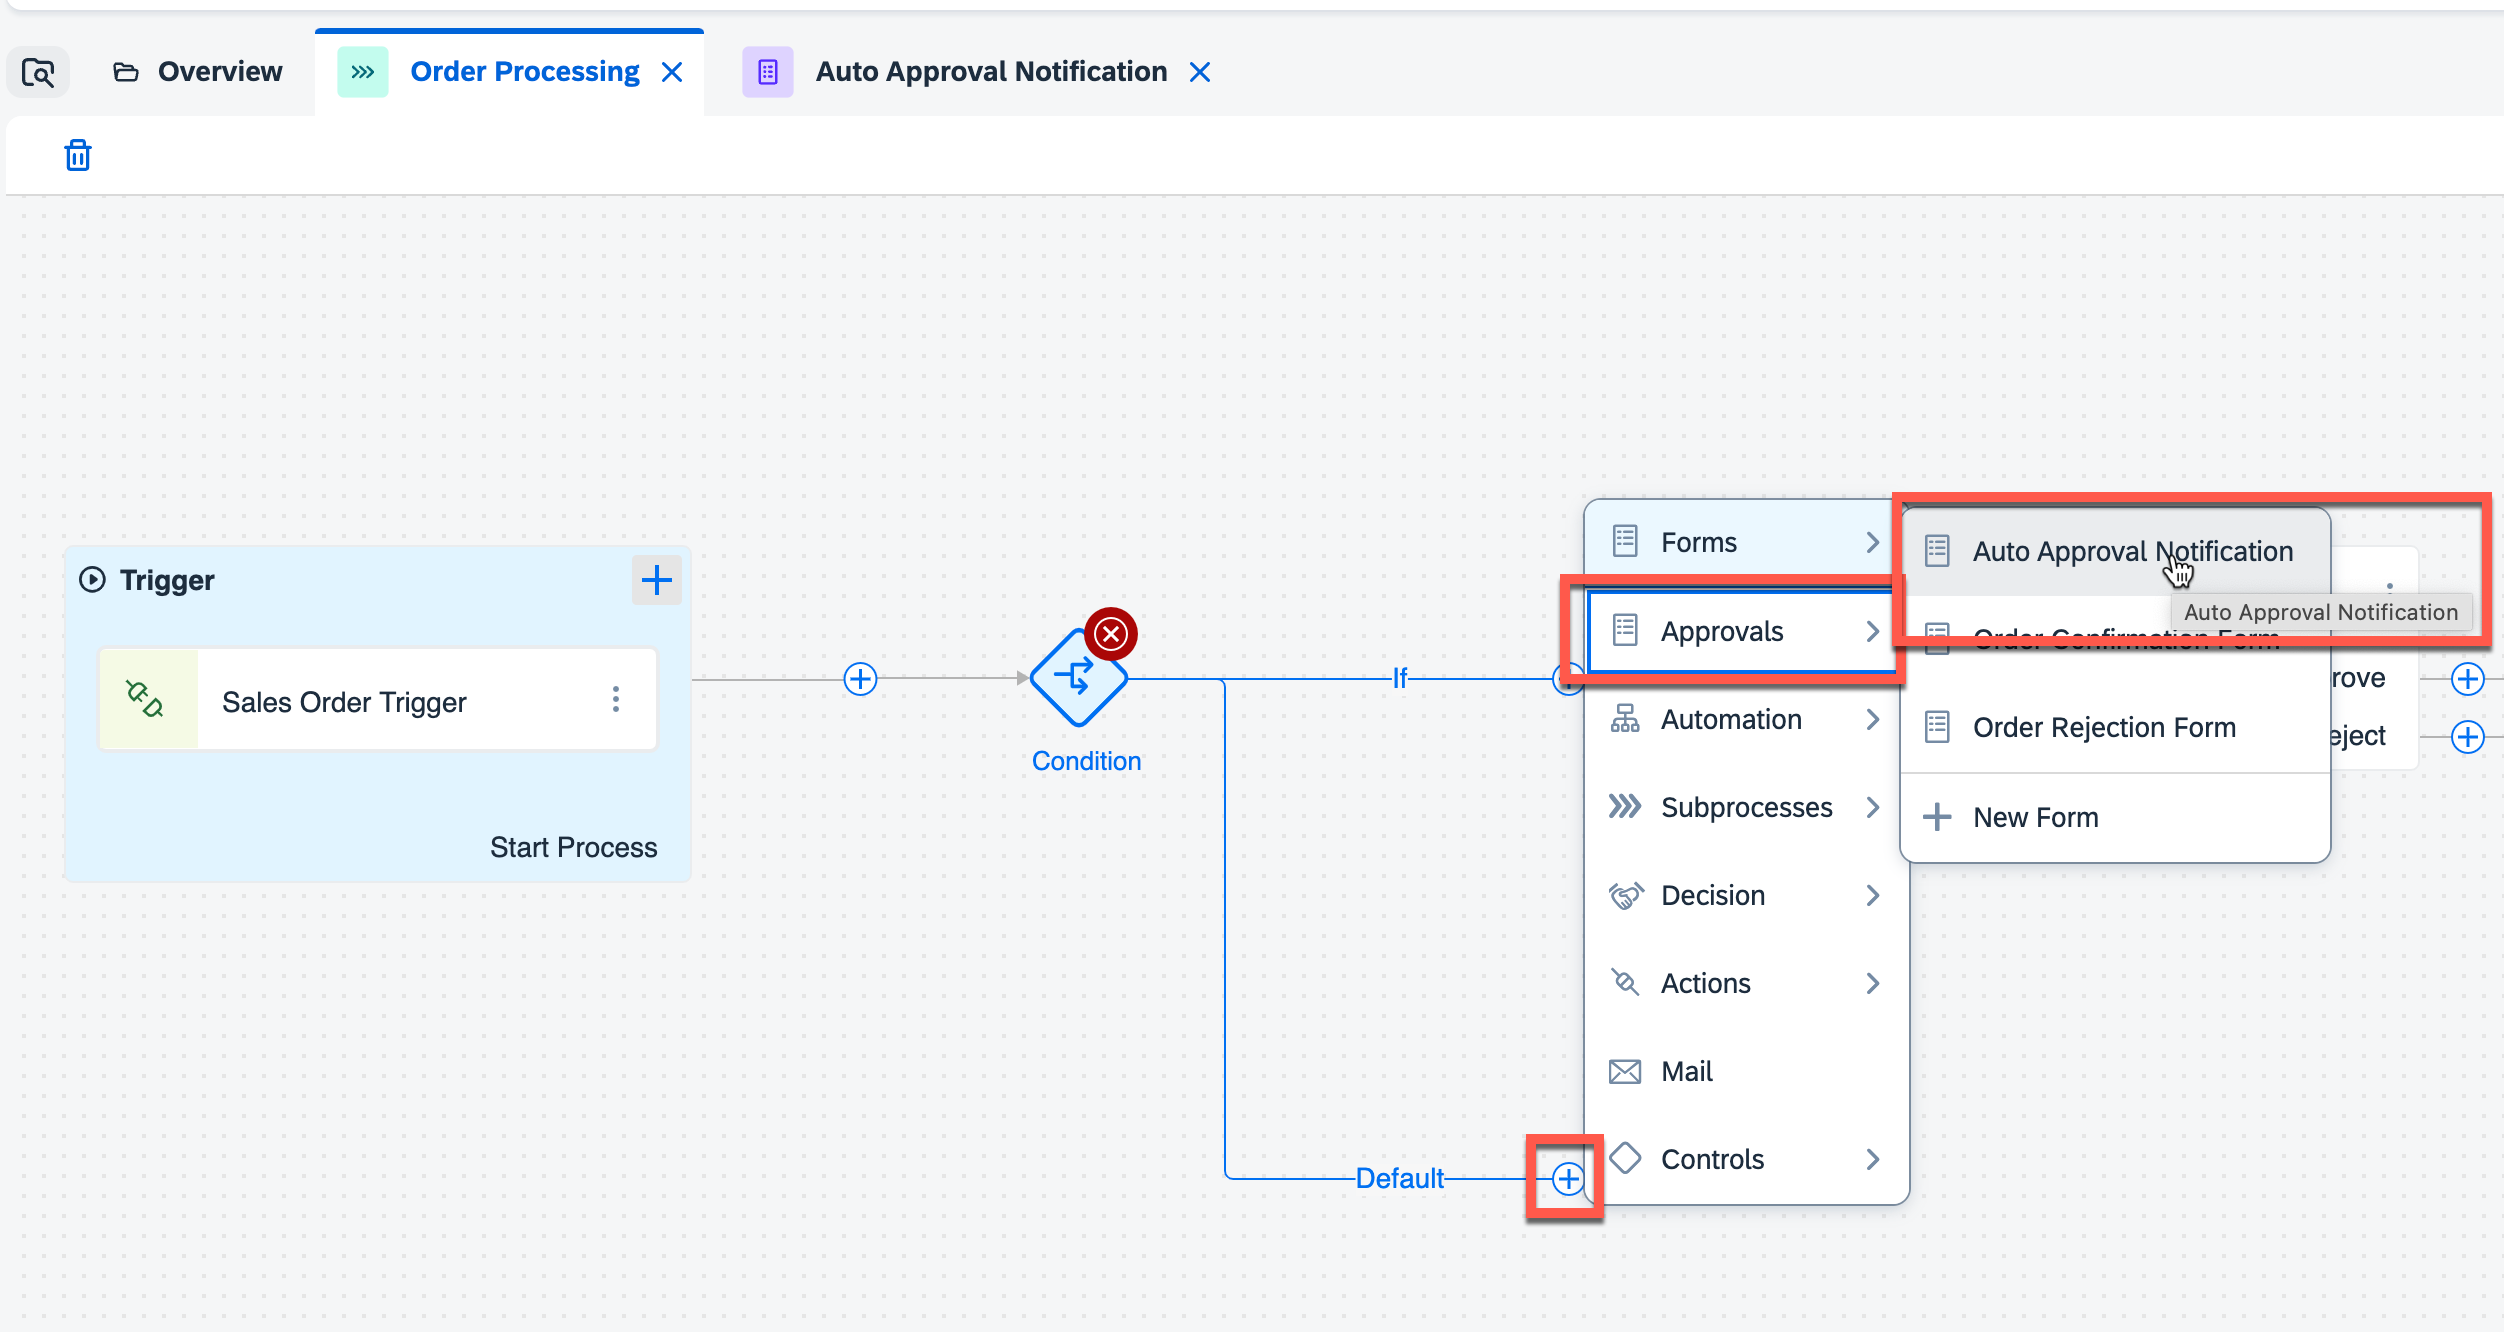 Overview
Order Processing
Auto Approval Notification
Trigger
Sales Order Trigger
Start Process
Condition
If
Default
Forms
Approvals
Automation
Subprocesses
Decision
Actions
Mail
Controls
Auto Approval Notification
Auto Approval Notification
Order Confirmation Form
Order Rejection Form
New Form
rove
eject